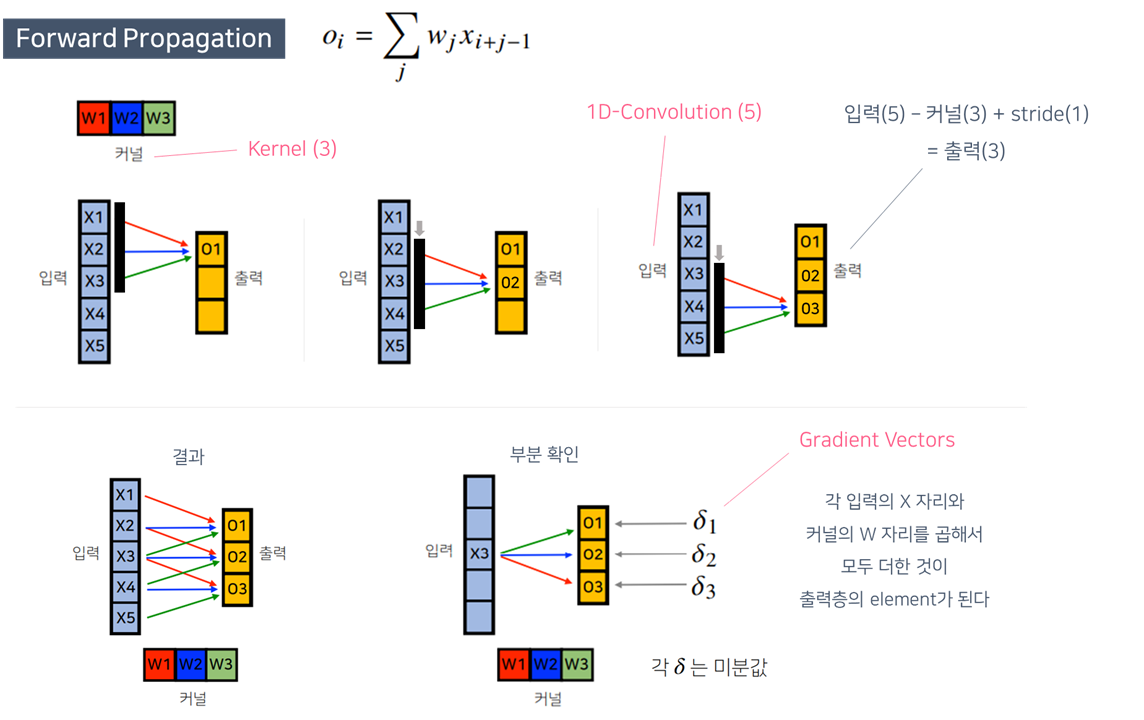 Forward Propagation
o_i = ∑_j w_j x_{i+j-1}
W1 W2 W3
커널
Kernel (3)
1D-Convolution (5)
입력(5) – 커널(3) + stride(1)
= 출력(3)
입력
X1
X2
X3
X4
X5
O1
출력
입력
X1
X2
X3
X4
X5
O1
O2
출력
입력
X1
X2
X3
X4
X5
O1
O2
O3
출력
결과
입력
X1
X2
X3
X4
X5
O1
O2
O3
출력
W1 W2 W3
커널
부분 확인
입력
X3
O1
O2
O3
δ1
δ2
δ3
W1 W2 W3
커널
각 δ 는 미분값
Gradient Vectors
각 입력의 X 자리와
커널의 W 자리를 곱해서
모두 더한 것이
출력층의 element가 된다